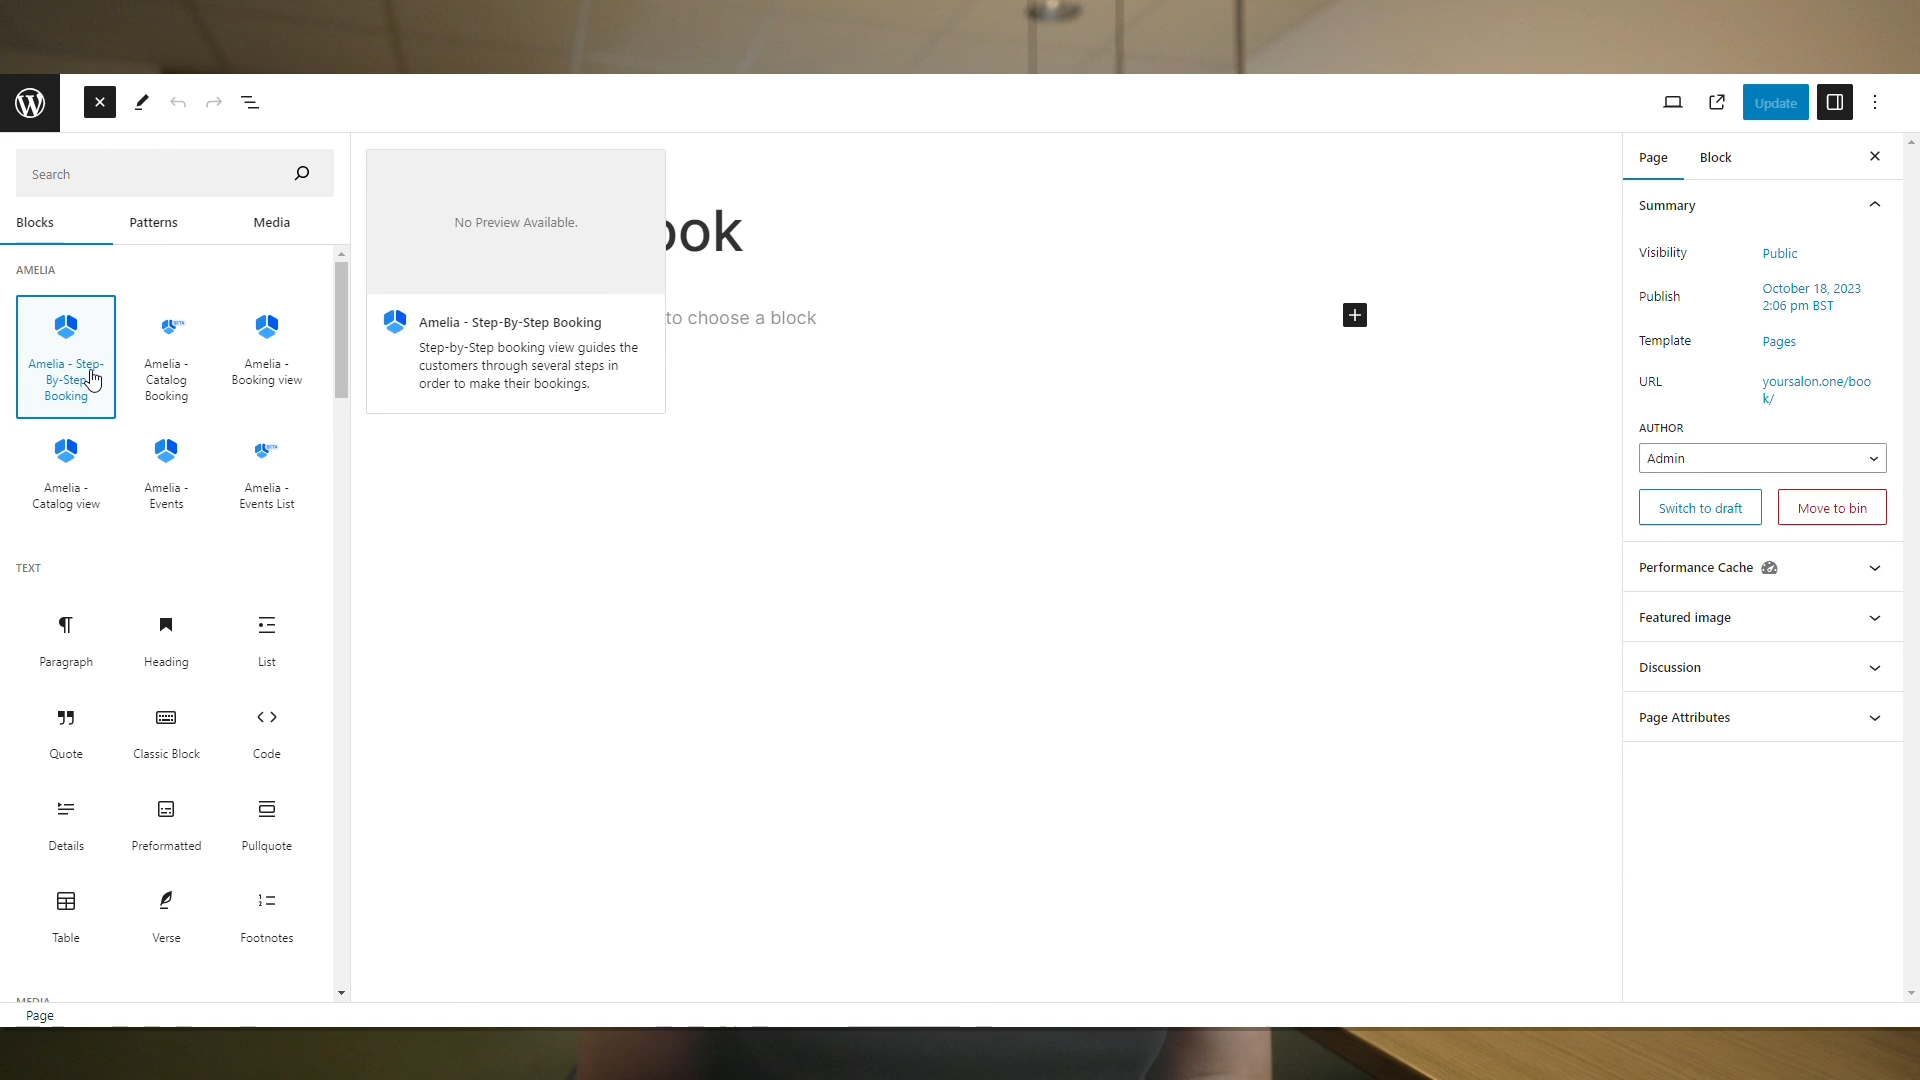 Update
Search
Blocks
Patterns
Media
AMELIA
Amelia - Step-
By-Step
Booking
Amelia -
Catalog
Booking
Amelia -
Booking view
Amelia -
Catalog view
Amelia -
Events
Amelia -
Events List
TEXT
Paragraph
Heading
List
Quote
Classic Block
Code
Details
Preformatted
Pullquote
Table
Verse
Footnotes
MEDIA
Page
No Preview Available.
ook
Amelia - Step-By-Step Booking
Step-by-Step booking view guides the
customers through several steps in
order to make their bookings.
to choose a block
Page
Block
Summary
Visibility
Public
Publish
October 18, 2023
2:06 pm BST
Template
Pages
URL
yoursalon.one/boo
k/
AUTHOR
Admin
Switch to draft
Move to bin
Performance Cache
Featured image
Discussion
Page Attributes